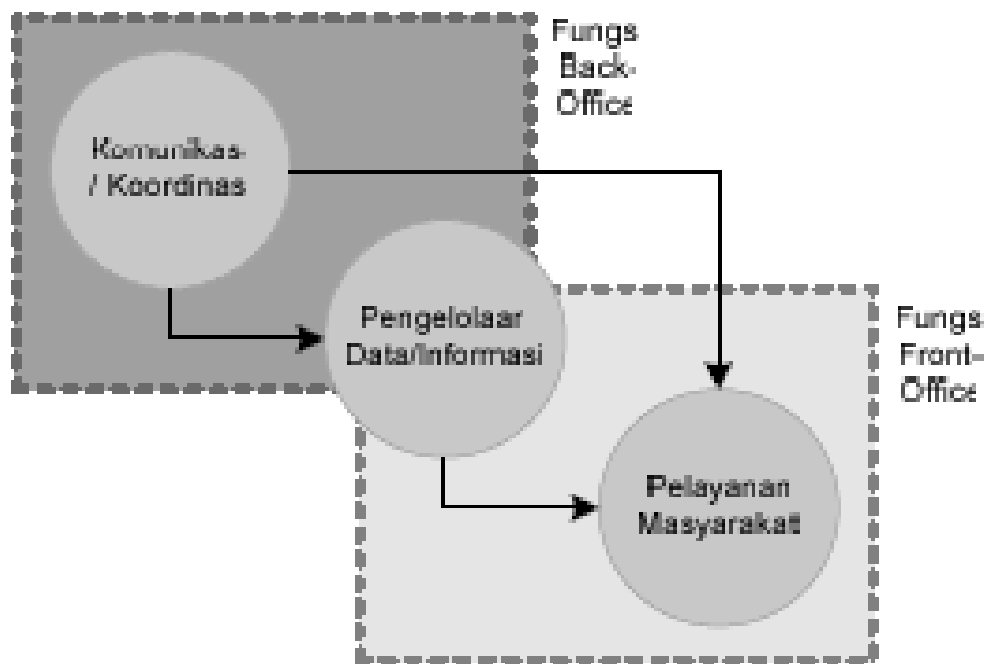 Fungs
Back-
Office
Komunikas-
/ Koordinas
Pengelolaar
Data/Informasi
Fungs
Front-
Office
Pelayanan
Masyarakat